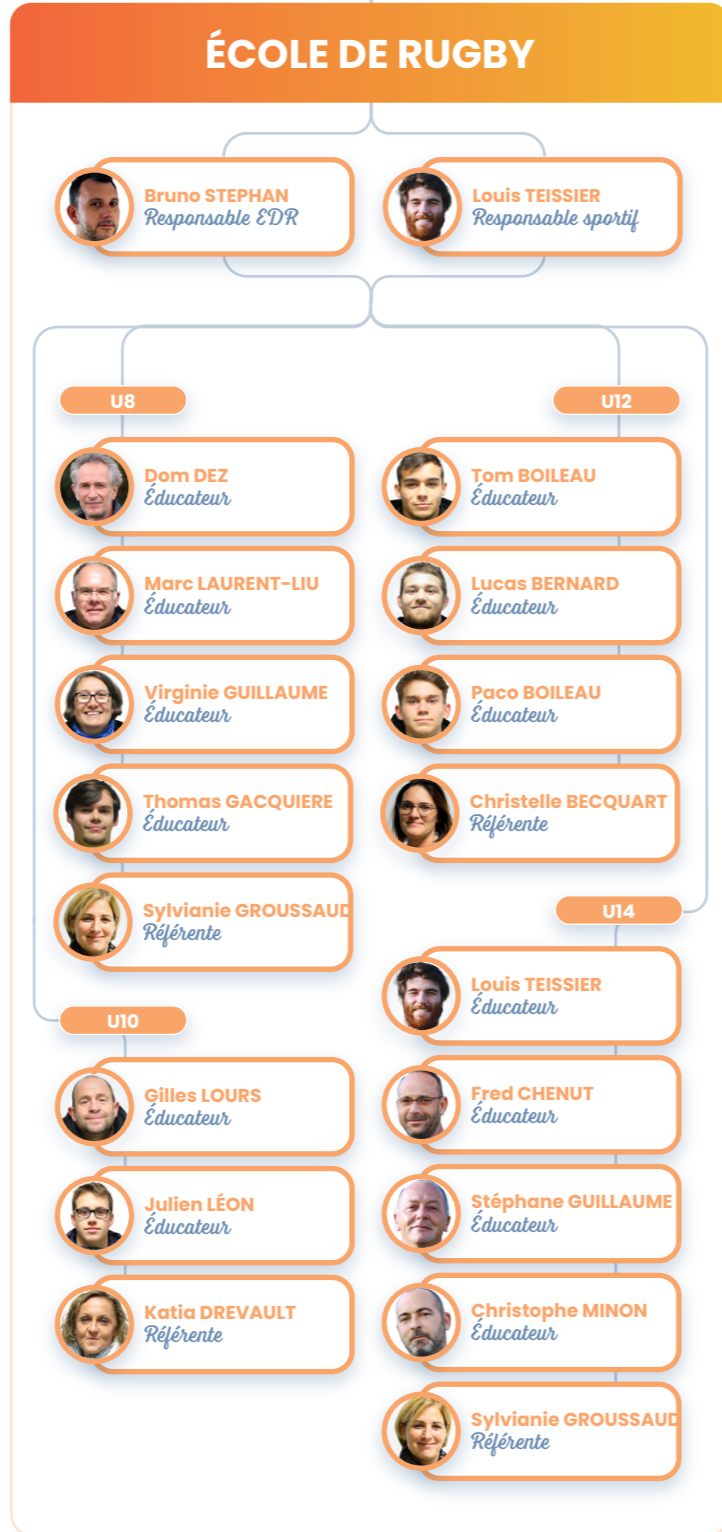 ÉCOLE DE RUGBY
Bruno STEPHAN
Responsable EDR
Louis TEISSIER
Responsable sportif
U8
Dom DEZ
Éducateur
Marc LAURENT-LIU
Éducateur
Virginie GUILLAUME
Éducateur
Thomas GACQUIERE
Éducateur
Sylvianie GROUSSAUD
Référente
U10
Gilles LOURS
Éducateur
Julien LÉON
Éducateur
Katia DREVAULT
Référente
U12
Tom BOILEAU
Éducateur
Lucas BERNARD
Éducateur
Paco BOILEAU
Éducateur
Christelle BECQUART
Référente
U14
Louis TEISSIER
Éducateur
Fred CHENUT
Éducateur
Stéphane GUILLAUME
Éducateur
Christophe MINON
Éducateur
Sylvianie GROUSSAUD
Référente